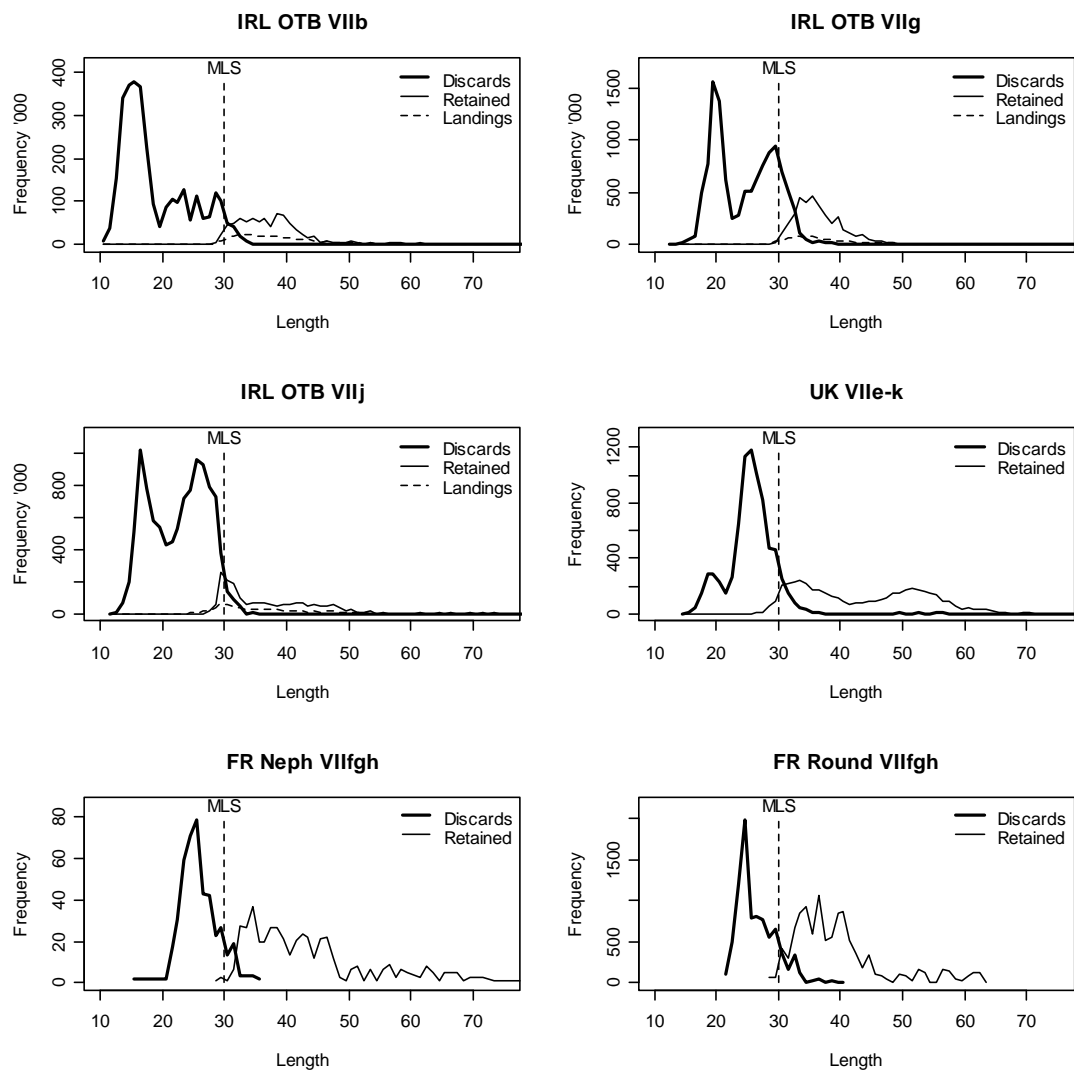 IRL OTB VIIb
MLS
Discards
Retained
Landings
Frequency '000
0 100 200 300 400
10 20 30 40 50 60 70
Length
IRL OTB VIIg
MLS
Discards
Retained
Landings
Frequency '000
0 500 1000 1500
10 20 30 40 50 60 70
Length
IRL OTB VIIj
MLS
Discards
Retained
Landings
Frequency '000
0 400 800
10 20 30 40 50 60 70
Length
UK VIIe-k
MLS
Discards
Retained
Frequency
0 400 800 1200
10 20 30 40 50 60 70
Length
FR Neph VIIfgh
MLS
Discards
Retained
Frequency
0 20 40 60 80
10 20 30 40 50 60 70
Length
FR Round VIIfgh
MLS
Discards
Retained
Frequency
0 500 1500
10 20 30 40 50 60 70
Length